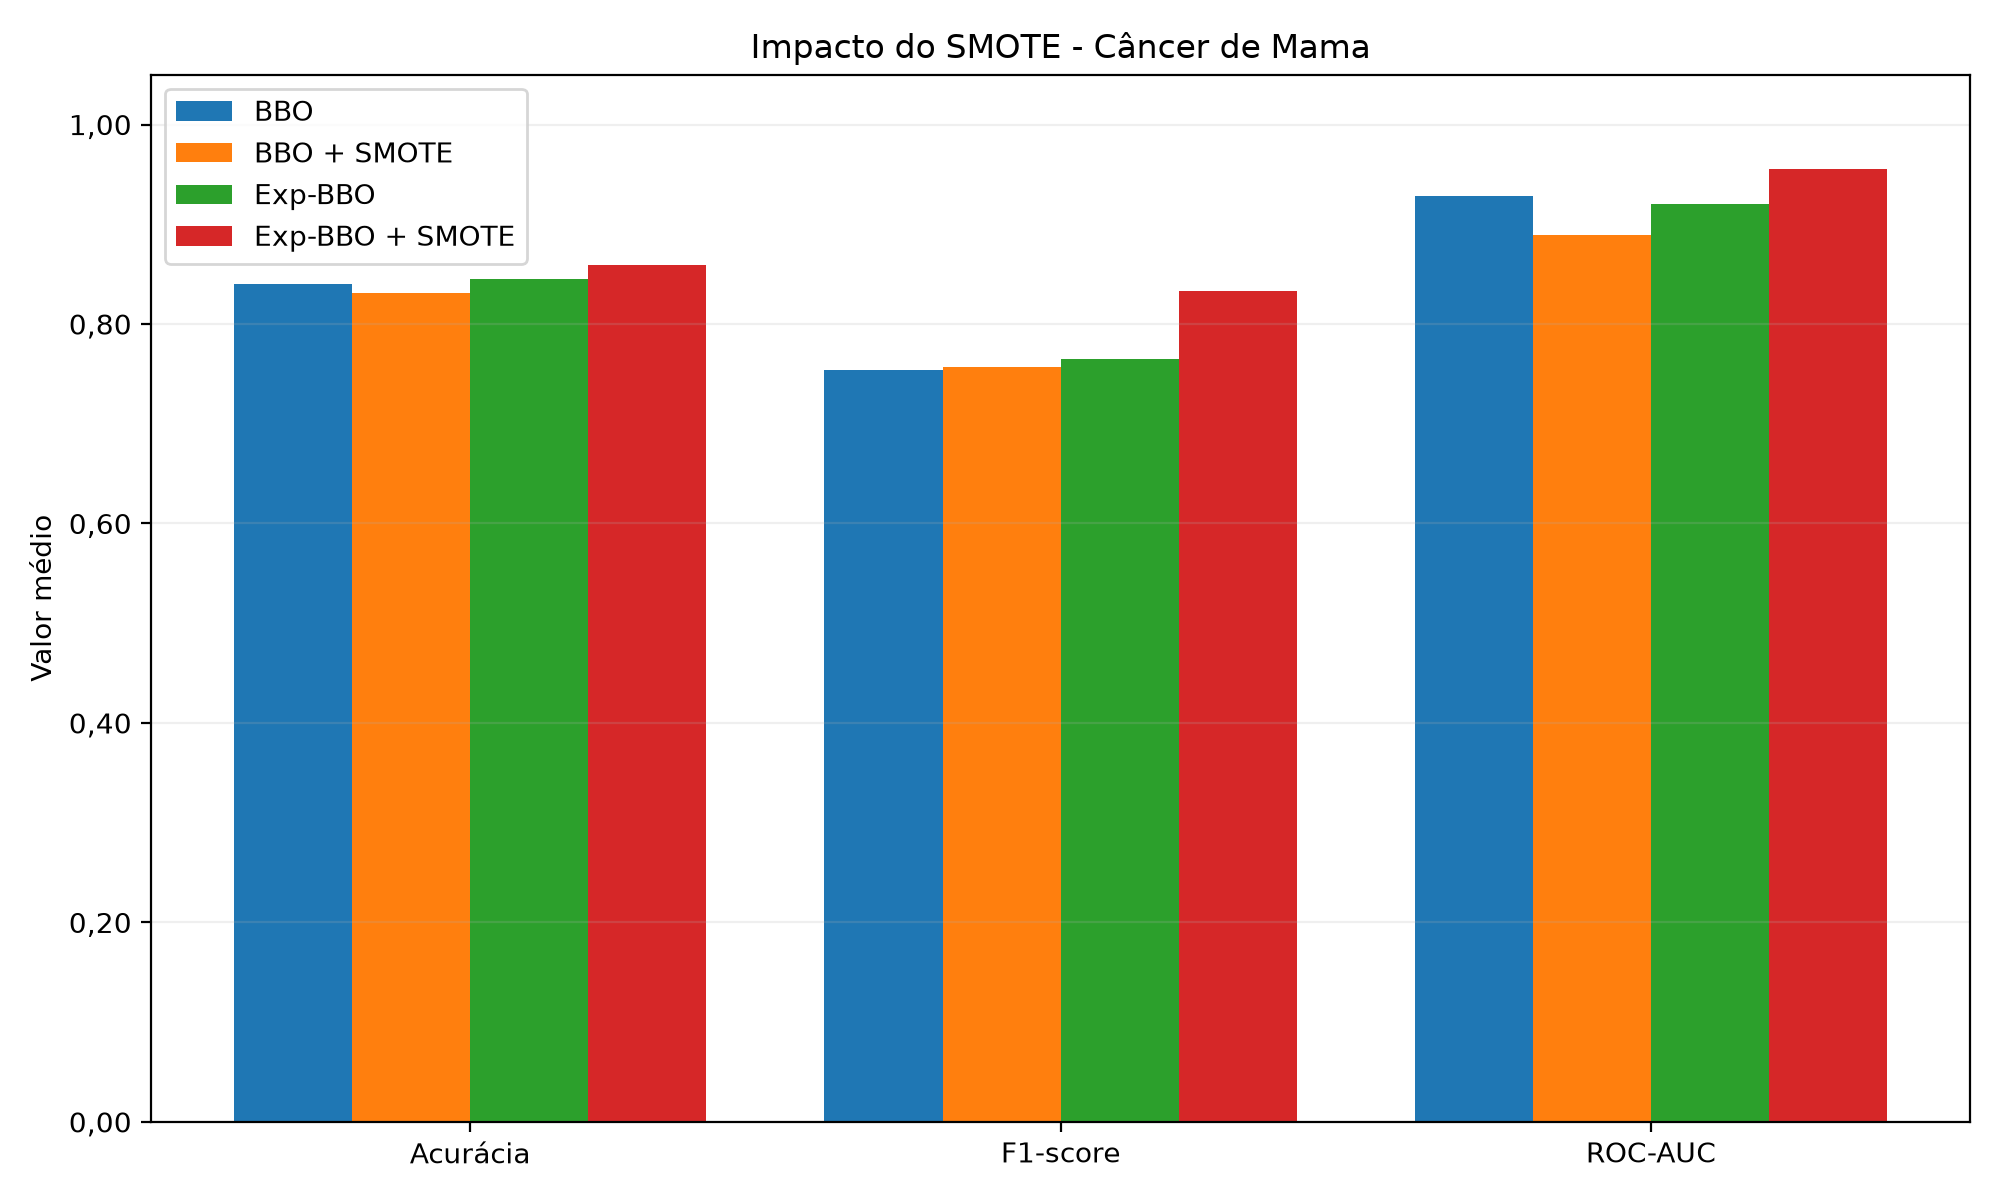 Impacto do SMOTE - Câncer de Mama
BBO
BBO + SMOTE
Exp-BBO
Exp-BBO + SMOTE
Valor médio
1,00
0,80
0,60
0,40
0,20
0,00
Acurácia
F1-score
ROC-AUC